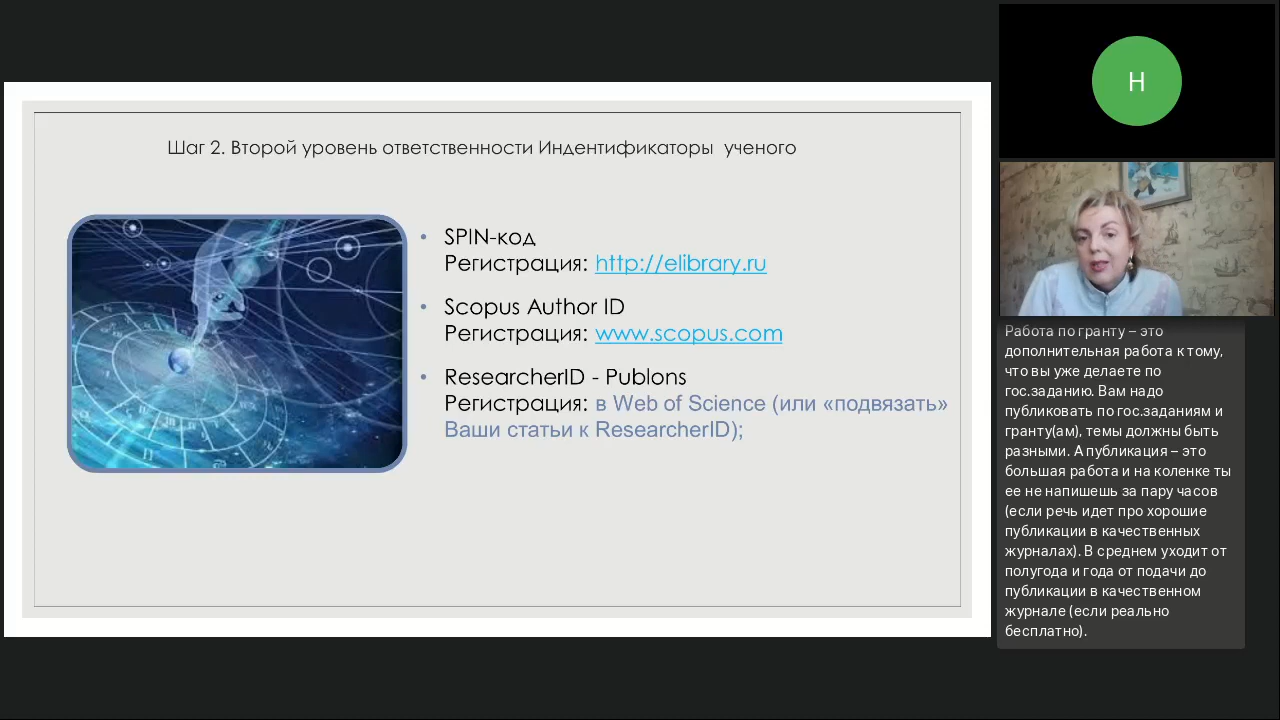 Шаг 2. Второй уровень ответственности Индентификаторы ученого
• SPIN-код
Регистрация: http://elibrary.ru
• Scopus Author ID
Регистрация: www.scopus.com
• ResearcherID - Publons
Регистрация: в Web of Science (или «подвязать»
Ваши статьи к ResearcherID);
Н
Работа по гранту – это
дополнительная работа к тому,
что вы уже делаете по
гос.заданию. Вам надо
публиковать по гос.заданиям и
гранту(ам), темы должны быть
разными. А публикация – это
большая работа и на коленке ты
ее не напишешь за пару часов
(если речь идет про хорошие
публикации в качественных
журналах). В среднем уходит от
полугода и года от подачи до
публикации в качественном
журнале (если реально
бесплатно).